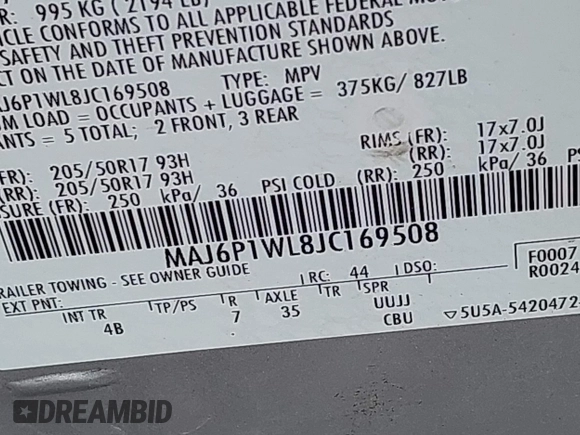 R: 995 KG ( 2194 LB)
ICLE CONFORMS TO ALL APPLICABLE FEDERAL
SAFETY AND THEFT PREVENTION STANDARDS
CT ON THE DATE OF MANUFACTURE SHOWN ABOVE.
J6P1WL8JC169508 TYPE: MPV
M LOAD = OCCUPANTS + LUGGAGE = 375KG/ 827LB
ANTS = 5 TOTAL; 2 FRONT, 3 REAR
FR): 205/50R17 93H RIMS (FR): 17x7.0J
(RR): 205/50R17 93H (RR): 17x7.0J
SURE (FR): 250 kPa/ 36 PSI COLD (RR): 250 kPa/ 36
MAJ6P1WL8JC169508
RAILER TOWING - SEE OWNER GUIDE
RC: 44 DSO:
F0007
R0024
EXT PNT:
INT TR TP/PS R AXLE TR SPR
4B 7 35 UUJJ
CBU
▽5U5A-5420472
DREAMBID